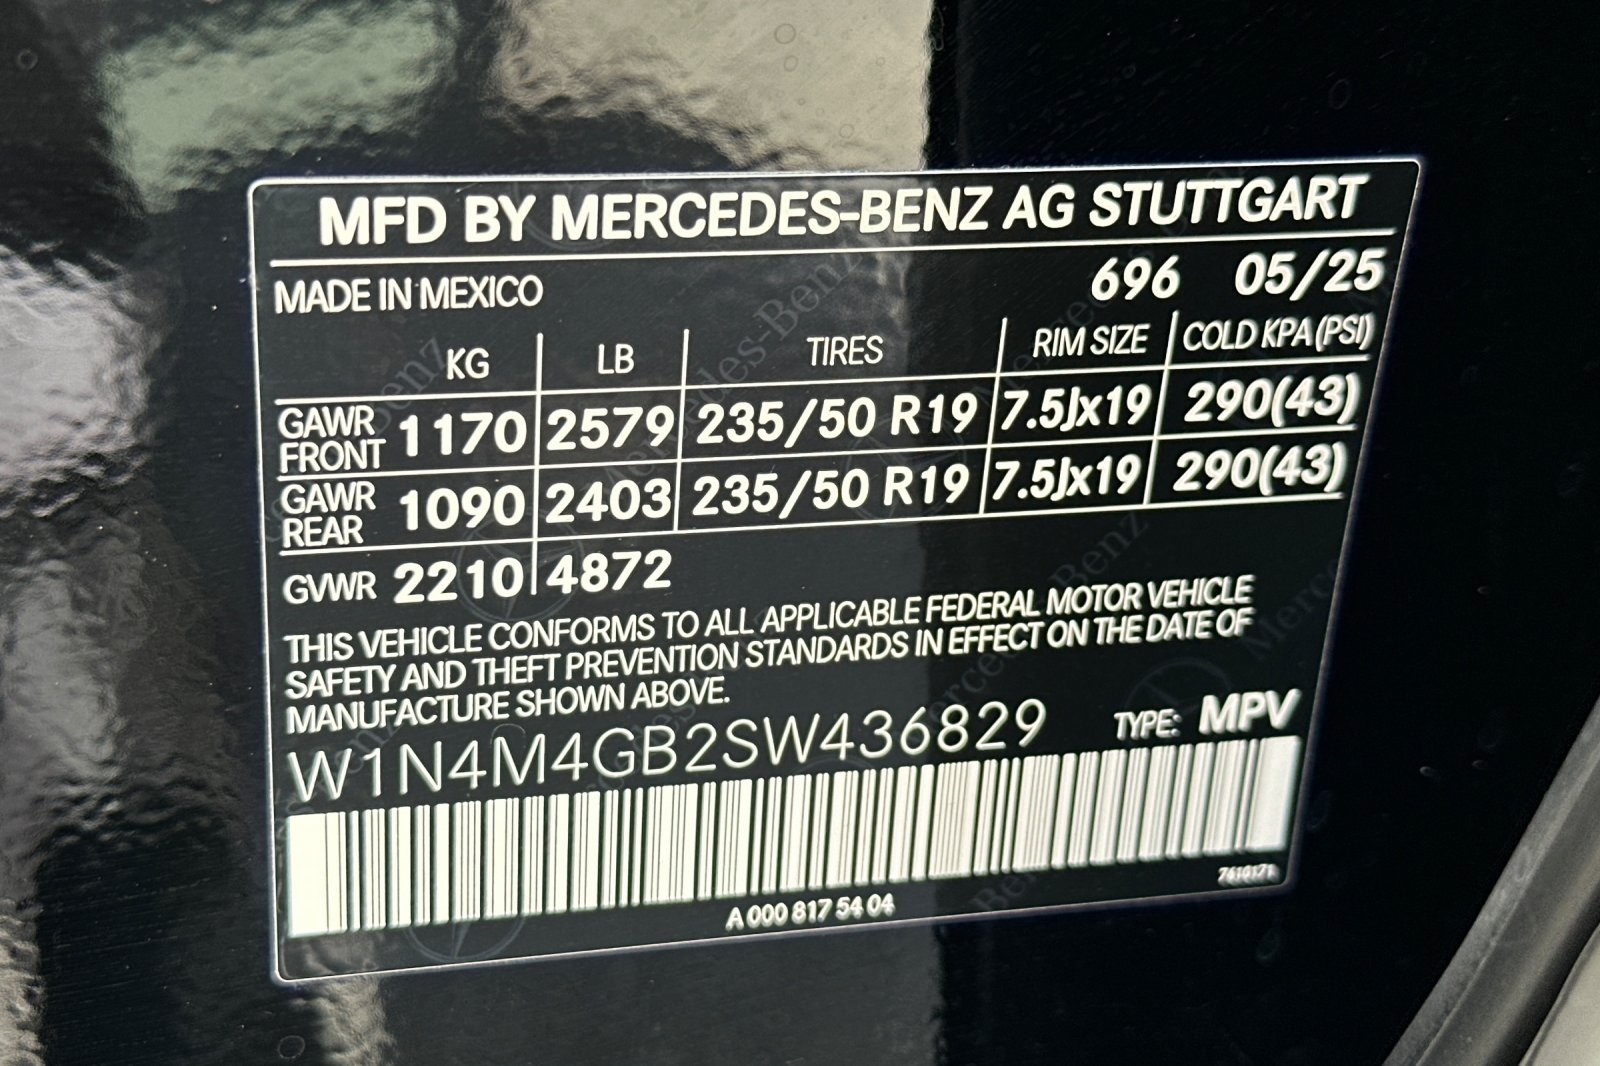 MFD BY MERCEDES-BENZ AG STUTTGART
MADE IN MEXICO 696 05/25
KG LB TIRES RIM SIZE COLD KPA(PSI)
GAWR FRONT 1170 2579 235/50 R19 7.5Jx19 290(43)
GAWR REAR 1090 2403 235/50 R19 7.5Jx19 290(43)
GVWR 2210 4872
THIS VEHICLE CONFORMS TO ALL APPLICABLE FEDERAL MOTOR VEHICLE
SAFETY AND THEFT PREVENTION STANDARDS IN EFFECT ON THE DATE OF
MANUFACTURE SHOWN ABOVE.
W1N4M4GB2SW436829 TYPE: MPV
A 000 817 54 04